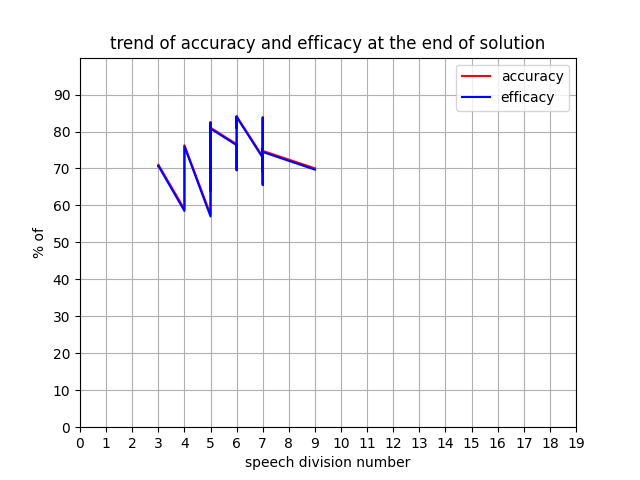 trend of accuracy and efficacy at the end of solution
accuracy
efficacy
90
80
70
60
50
40
30
20
10
0
% of
0 1 2 3 4 5 6 7 8 9 10 11 12 13 14 15 16 17 18 19
speech division number